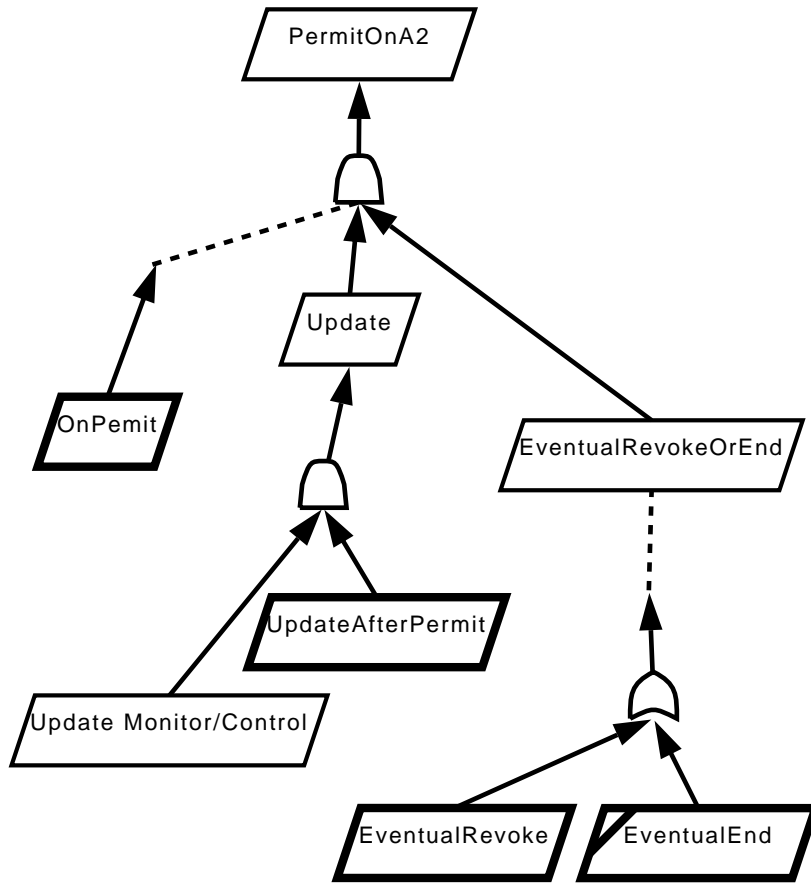 PermitOnA2
Update
OnPemit
EventualRevokeOrEnd
UpdateAfterPermit
Update Monitor/Control
EventualRevoke
EventualEnd